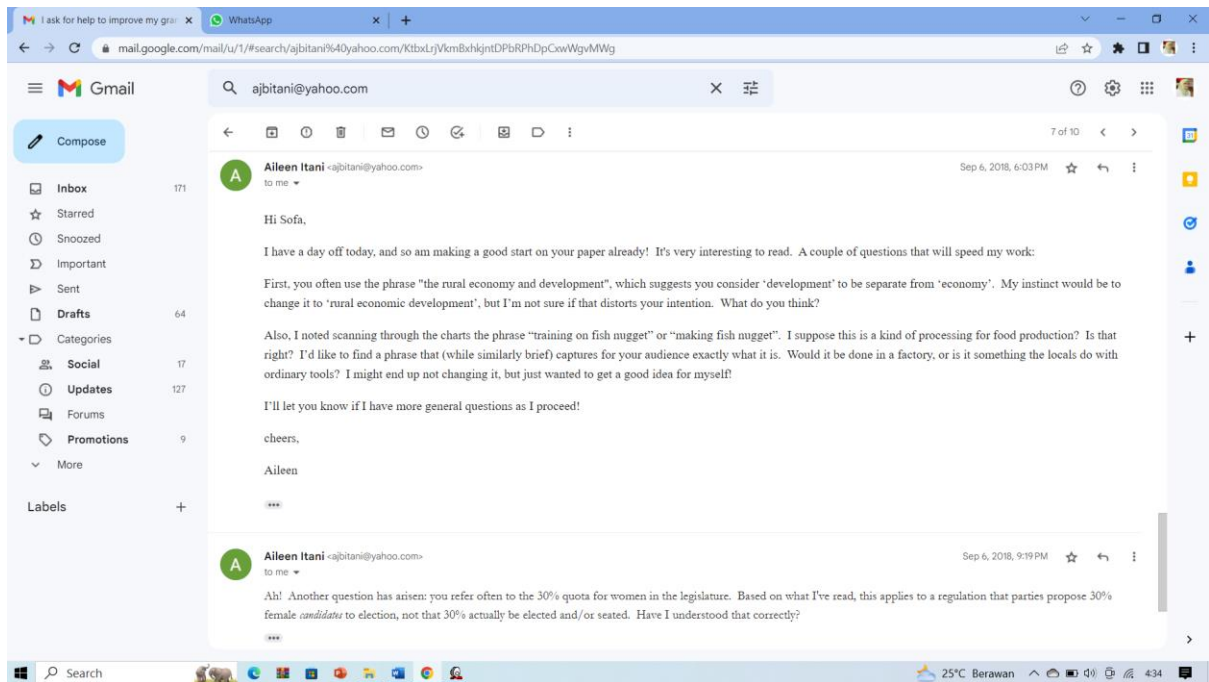 I ask for help to improve my gran
WhatsApp
mail.google.com/mail/u/1/#search/ajbitani%40yahoo.com/KtbxLrjVkmBxhkjntDPbRPhDpCxwWgvMWg
Gmail
ajbitani@yahoo.com
Compose
7 of 10
Inbox 171
Starred
Snoozed
Important
Sent
Drafts 64
Categories
Social 17
Updates 127
Forums
Promotions 9
More
Labels
A
Aileen Itani <ajbitani@yahoo.com> Sep 6, 2018, 6:03 PM
to me
Hi Sofa,
I have a day off today, and so am making a good start on your paper already! It's very interesting to read. A couple of questions that will speed my work:
First, you often use the phrase "the rural economy and development", which suggests you consider ‘development’ to be separate from ‘economy’. My instinct would be to
change it to ‘rural economic development’, but I’m not sure if that distorts your intention. What do you think?
Also, I noted scanning through the charts the phrase “training on fish nugget” or “making fish nugget”. I suppose this is a kind of processing for food production? Is that
right? I’d like to find a phrase that (while similarly brief) captures for your audience exactly what it is. Would it be done in a factory, or is it something the locals do with
ordinary tools? I might end up not changing it, but just wanted to get a good idea for myself!
I’ll let you know if I have more general questions as I proceed!
cheers,
Aileen
A
Aileen Itani <ajbitani@yahoo.com> Sep 6, 2018, 9:19 PM
to me
Ah! Another question has arisen: you refer often to the 30% quota for women in the legislature. Based on what I've read, this applies to a regulation that parties propose 30%
female candidates to election, not that 30% actually be elected and/or seated. Have I understood that correctly?
31
Search
25°C Berawan
4:34